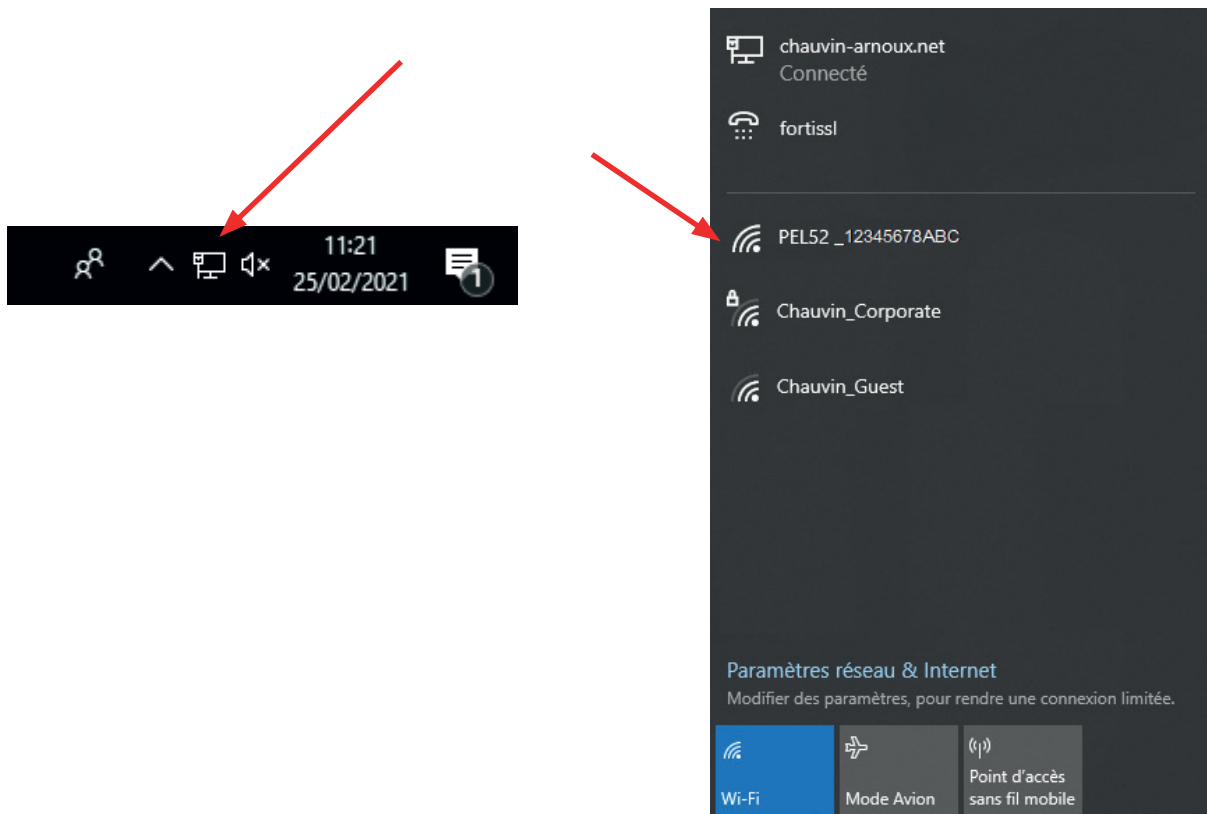 11:21
25/02/2021
1
chauvin-arnoux.net
Connecté
fortissl
PEL52 _12345678ABC
Chauvin_Corporate
Chauvin_Guest
Paramètres réseau & Internet
Modifier des paramètres, pour rendre une connexion limitée.
Wi-Fi
Mode Avion
Point d'accès
sans fil mobile